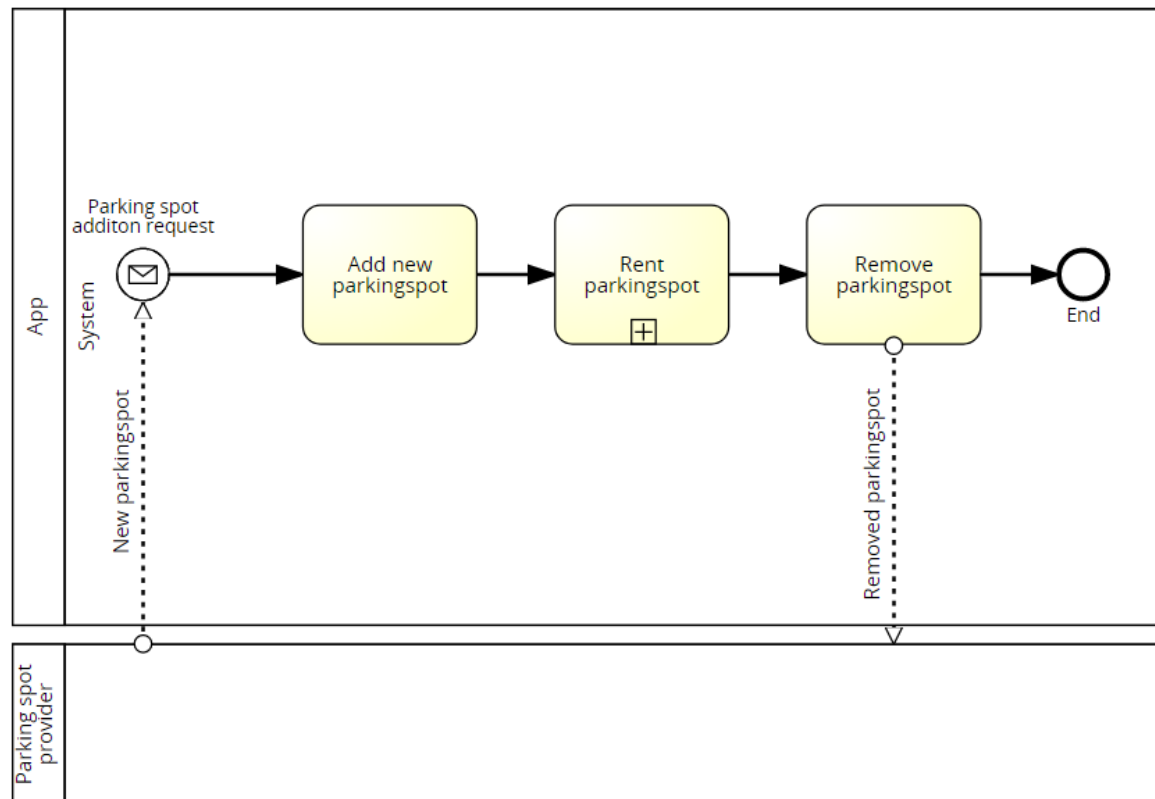 App
System
Parking spot
additon request
Add new
parkingspot
Rent
parkingspot
Remove
parkingspot
End
New parkingspot
Removed parkingspot
Parking spot
provider